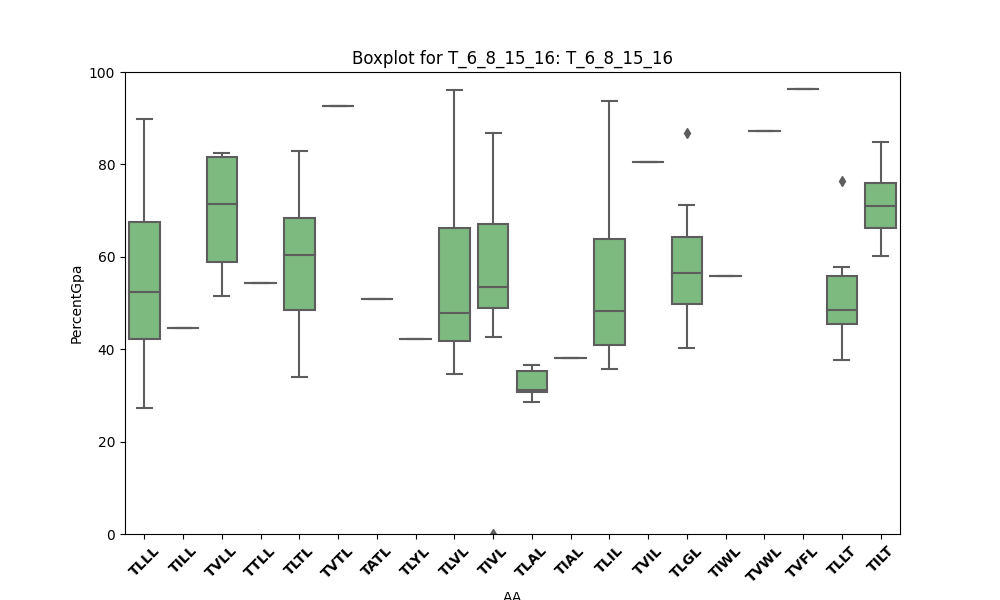 Boxplot for T_6_8_15_16: T_6_8_15_16
100
80
60
40
20
0
PercentGpa
TLLL TILL TVLL TTLL TLTL TVTL TATL TLYL TLVL TIVL TLAL TIAL TLIL TVIL TLGL TIWL TVWL TVFL TLLT TILT
AA